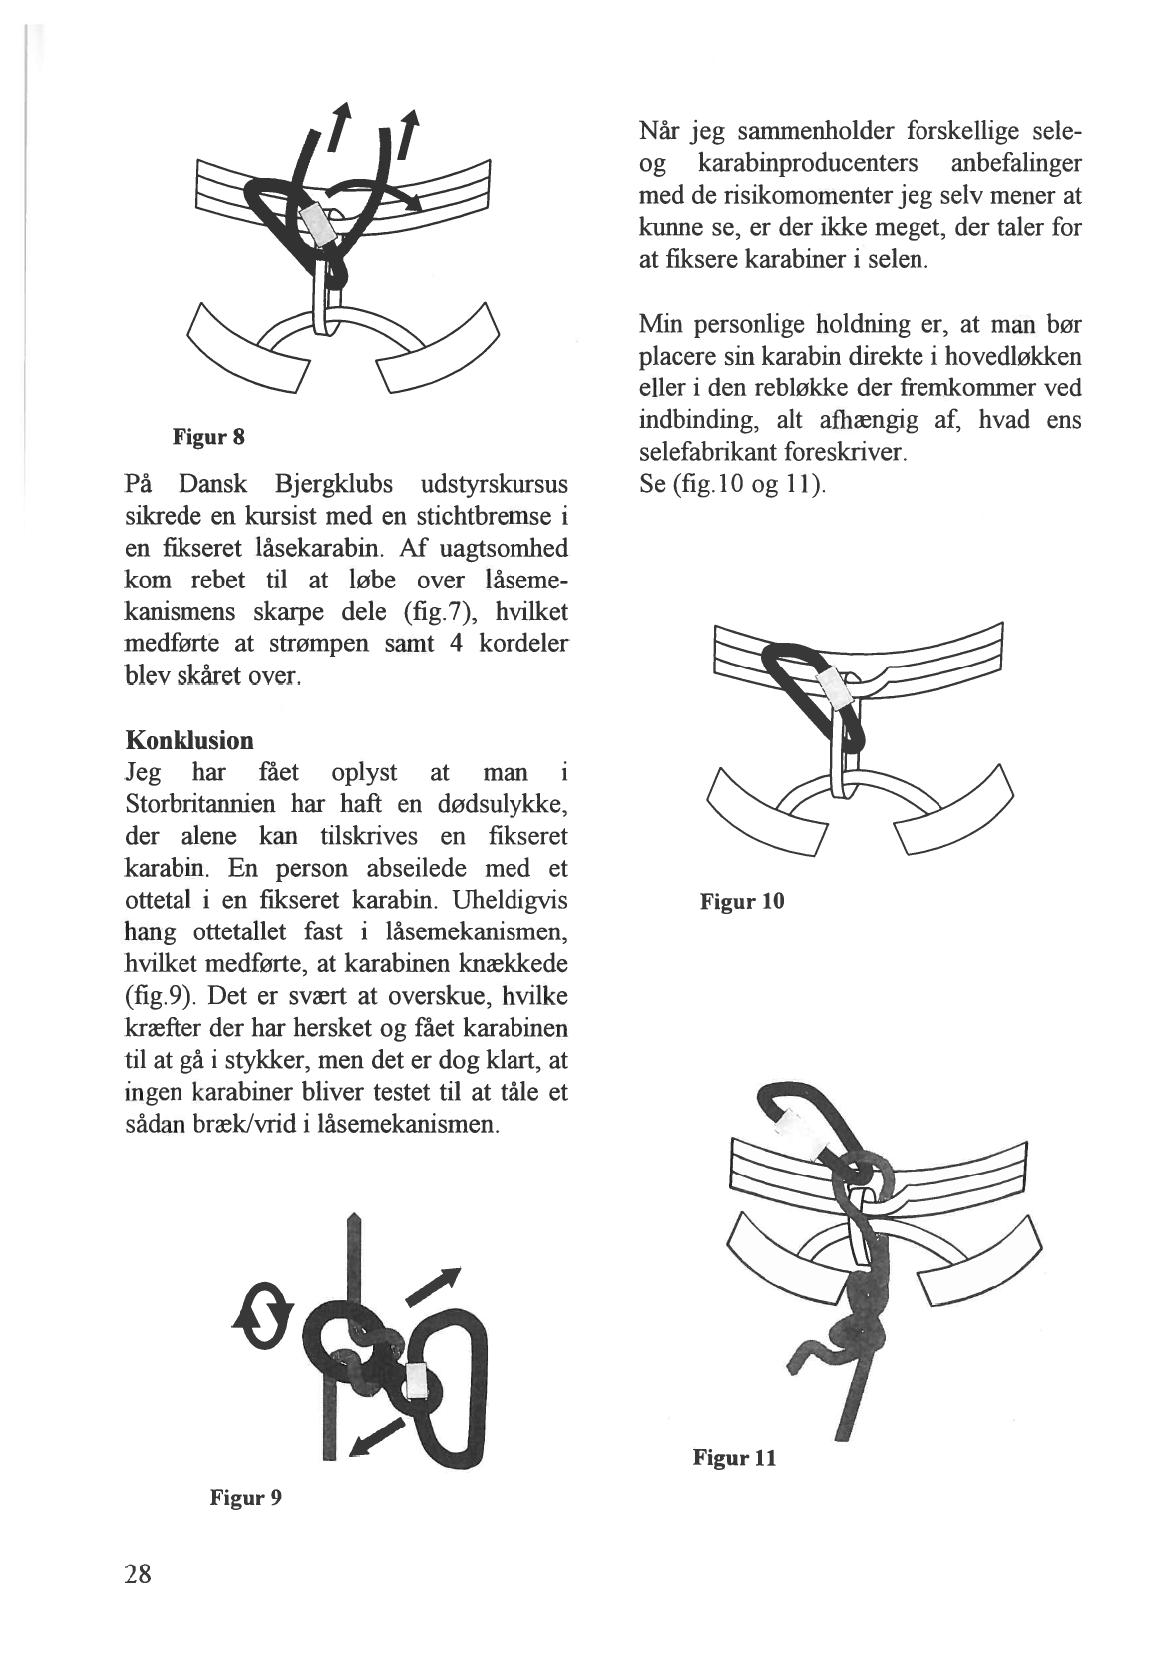 Figur 8
På Dansk Bjergklubs udstyrskursus
sikrede en kursist med en stichtbremse i
en fikseret låsekarabin. Af uagtsomhed
kom rebet til at løbe over låseme-
kanismens skarpe dele (fig.7), hvilket
medførte at strømpen samt 4 kordeler
blev skåret over.
Konklusion
Jeg har fået oplyst at man i
Storbritannien har haft en dødsulykke,
der alene kan tilskrives en fikseret
karabin. En person abseilede med et
ottetal i en fikseret karabin. Uheldigvis
hang ottetallet fast i låsemekanismen,
hvilket medførte, at karabinen knækkede
(fig.9). Det er svært at overskue, hvilke
kræfter der har hersket og fået karabinen
til at gå i stykker, men det er dog klart, at
ingen karabiner bliver testet til at tåle et
sådan bræk/vrid i låsemekanismen.
Figur 9
28
Når jeg sammenholder forskellige sele-
og karabinproducenters anbefalinger
med de risikomomenter jeg selv mener at
kunne se, er der ikke meget, der taler for
at fiksere karabiner i selen.
Min personlige holdning er, at man bør
placere sin karabin direkte i hovedløkken
eller i den rebløkke der fremkommer ved
indbinding, alt afhængig af, hvad ens
selefabrikant foreskriver.
Se (fig.10 og 11).
Figur 10
Figur 11